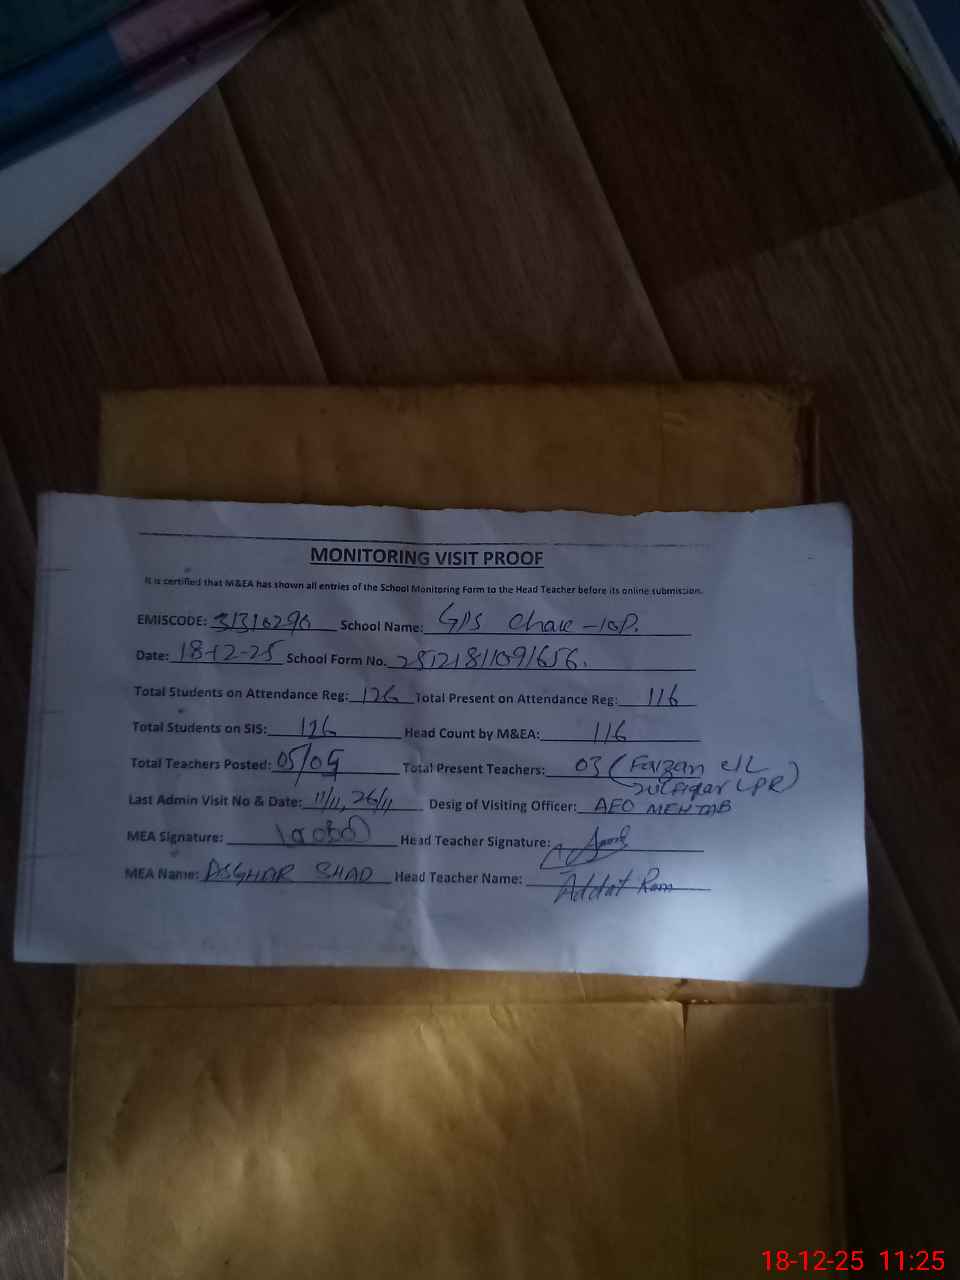 MONITORING VISIT PROOF
It is certified that M&EA has shown all entries of the School Monitoring Form to the Head Teacher before its online submission.
EMISCODE: 31310290 School Name: GPS Chak-10P.
Date: 18-12-25 School Form No. 25121811091656.
Total Students on Attendance Reg: 126 Total Present on Attendance Reg: 116
Total Students on SIS: 126 Head Count by M&EA: 116
Total Teachers Posted: 05/05 Total Present Teachers: 03 (Faizan c/L
Zulfiqar LPR)
Last Admin Visit No & Date: 11/11, 26/11 Desig of Visiting Officer: AEO MEHTAB
MEA Signature: Head Teacher Signature:
MEA Name: ASGHAR SHAD Head Teacher Name: Ram
18-12-25 11:25